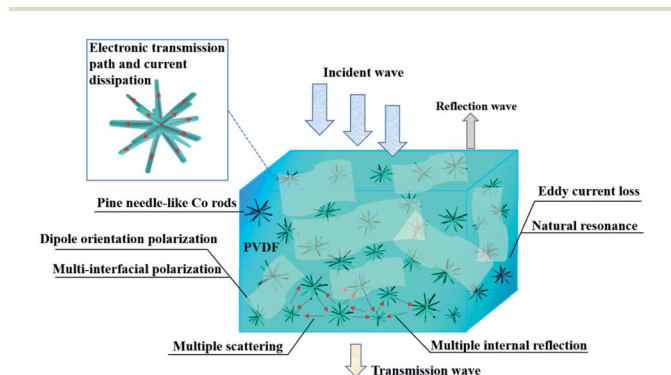 Electronic transmission
path and current
dissipation
Incident wave
Reflection wave
Pine needle-like Co rods
Eddy current loss
Dipole orientation polarization
PVDF
Natural resonance
Multi-interfacial polarization
Multiple scattering
Multiple internal reflection
Transmission wave